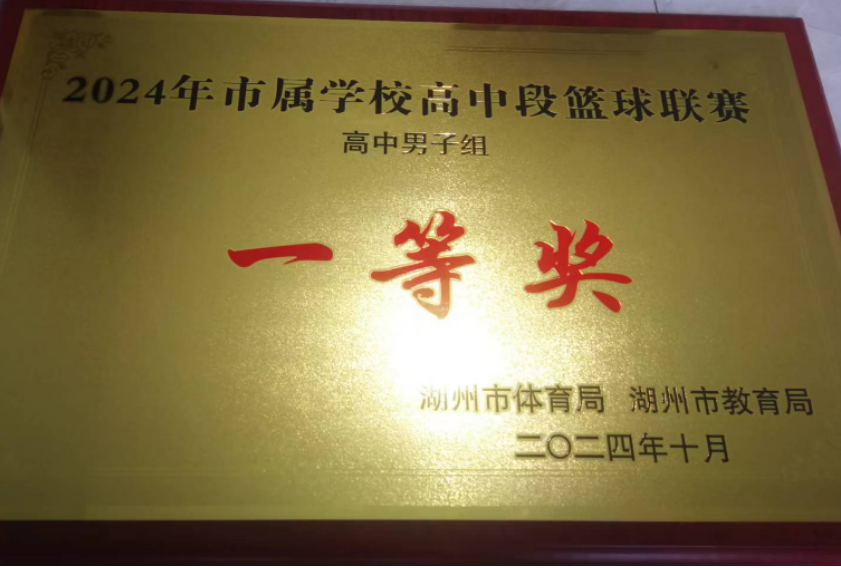 2024年市属学校高中段篮球联赛
高中男子组
一等奖
湖州市体育局 湖州市教育局
二〇二四年十月